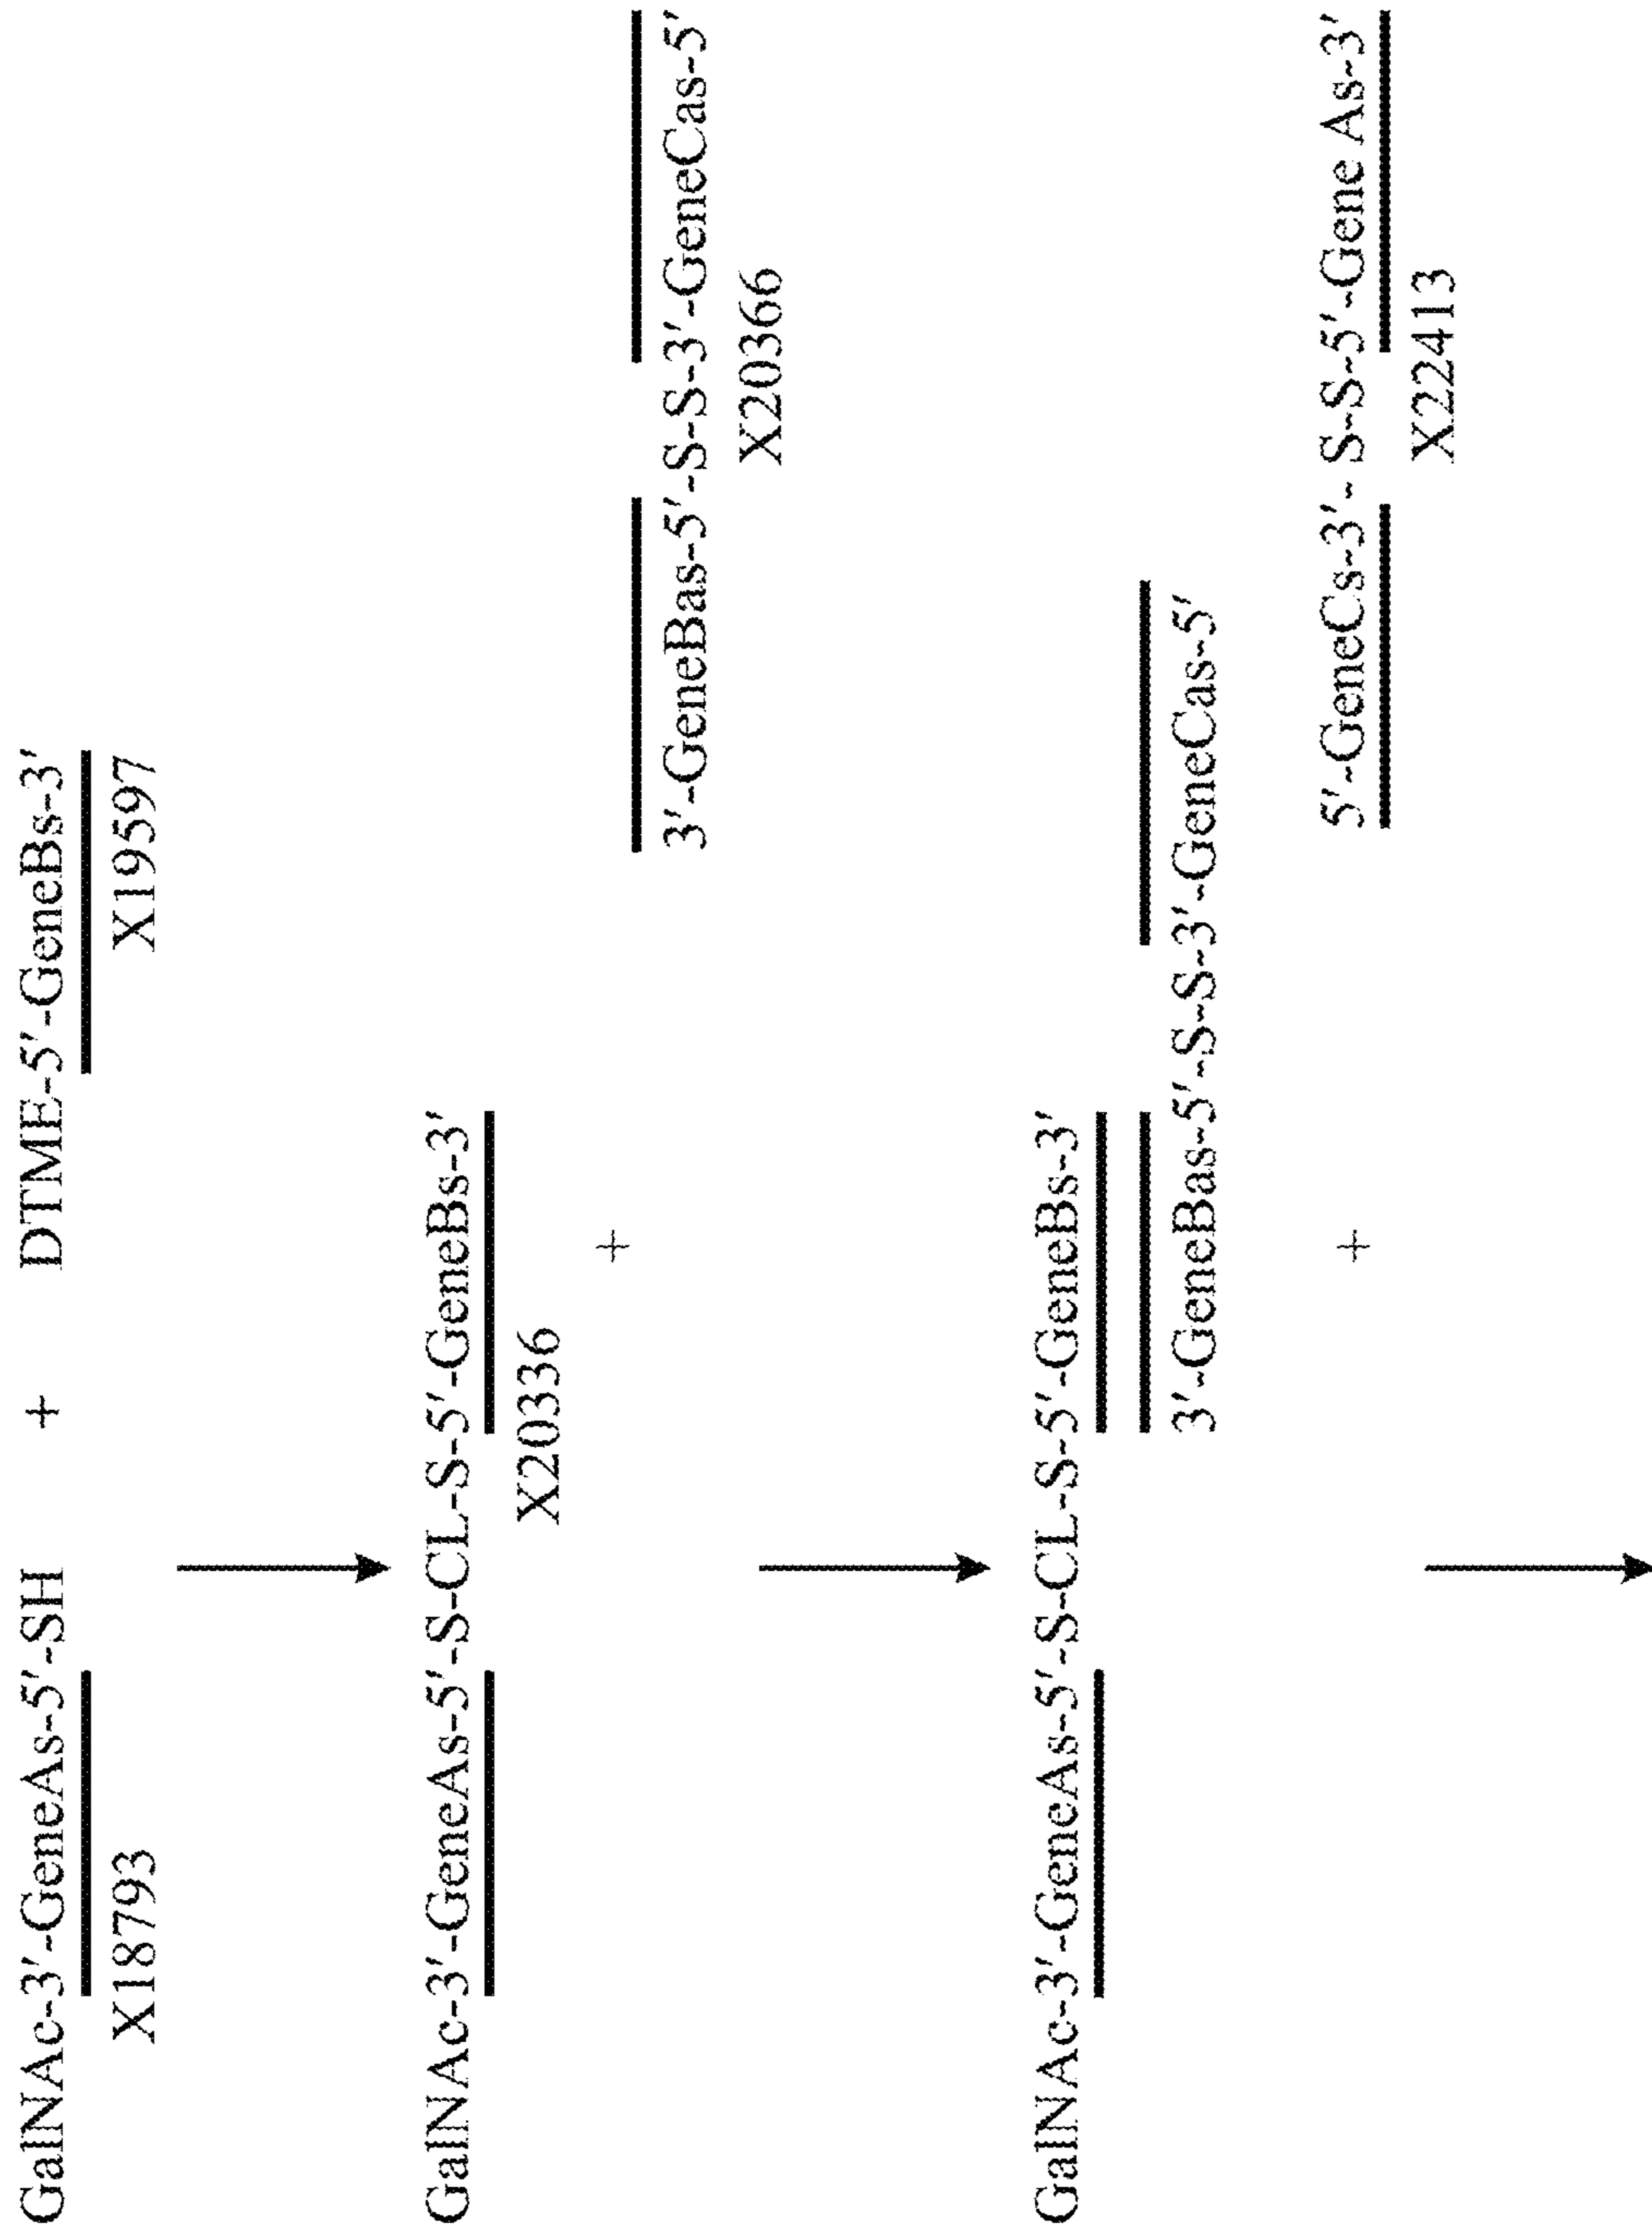 GalNAc-3'-GeneAs-5'-SH + DTME-5'-GeneBs-3'
X18793 X19597
GalNAc-3'-GeneAs-5'-S-CL-S-5'-GeneBs-3'
X20336
+
3'-GeneBas-5'-S-S-3'-GeneCas-5'
X20366
GalNAc-3'-GeneAs-5'-S-CL-S-5'-GeneBs-3'
3'-GeneBas-5'-S-S-3'-GeneCas-5'
+
5'-GeneCs-3'- S-S-5'-Gene As-3'
X22413